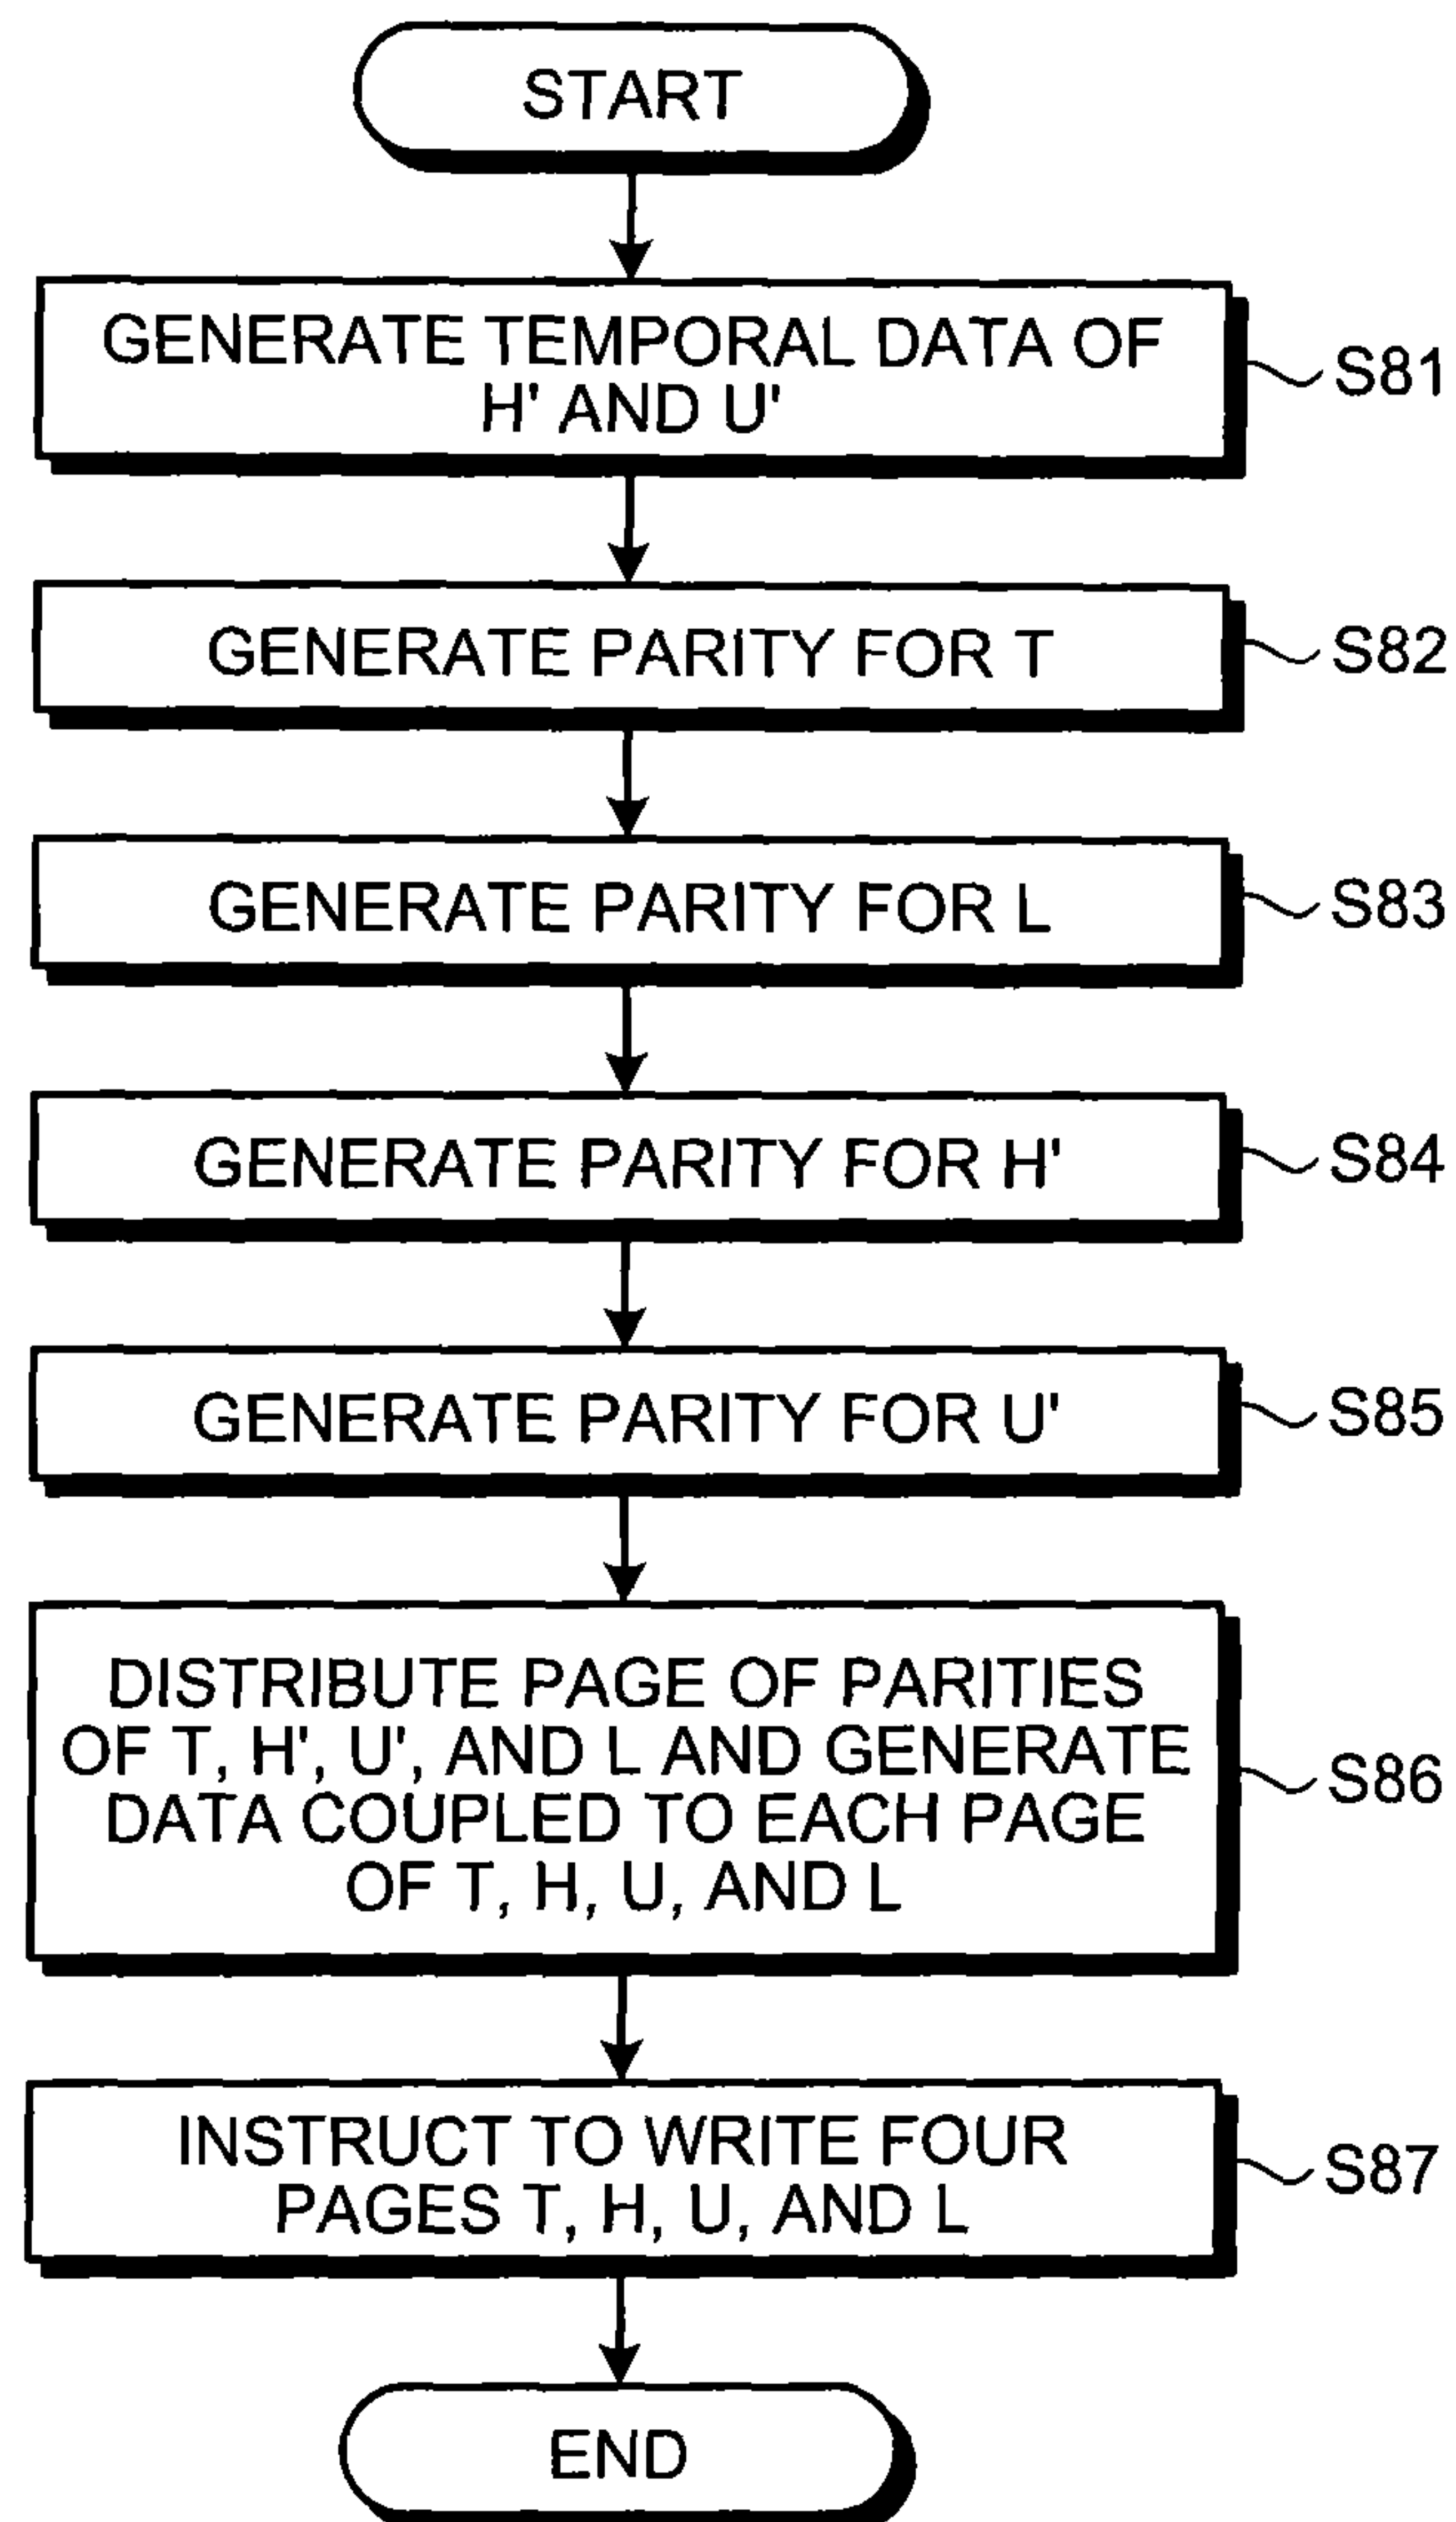 START
GENERATE TEMPORAL DATA OF
H' AND U'
S81
GENERATE PARITY FOR T
S82
GENERATE PARITY FOR L
S83
GENERATE PARITY FOR H'
S84
GENERATE PARITY FOR U'
S85
DISTRIBUTE PAGE OF PARITIES
OF T, H', U', AND L AND GENERATE
DATA COUPLED TO EACH PAGE
OF T, H, U, AND L
S86
INSTRUCT TO WRITE FOUR
PAGES T, H, U, AND L
S87
END